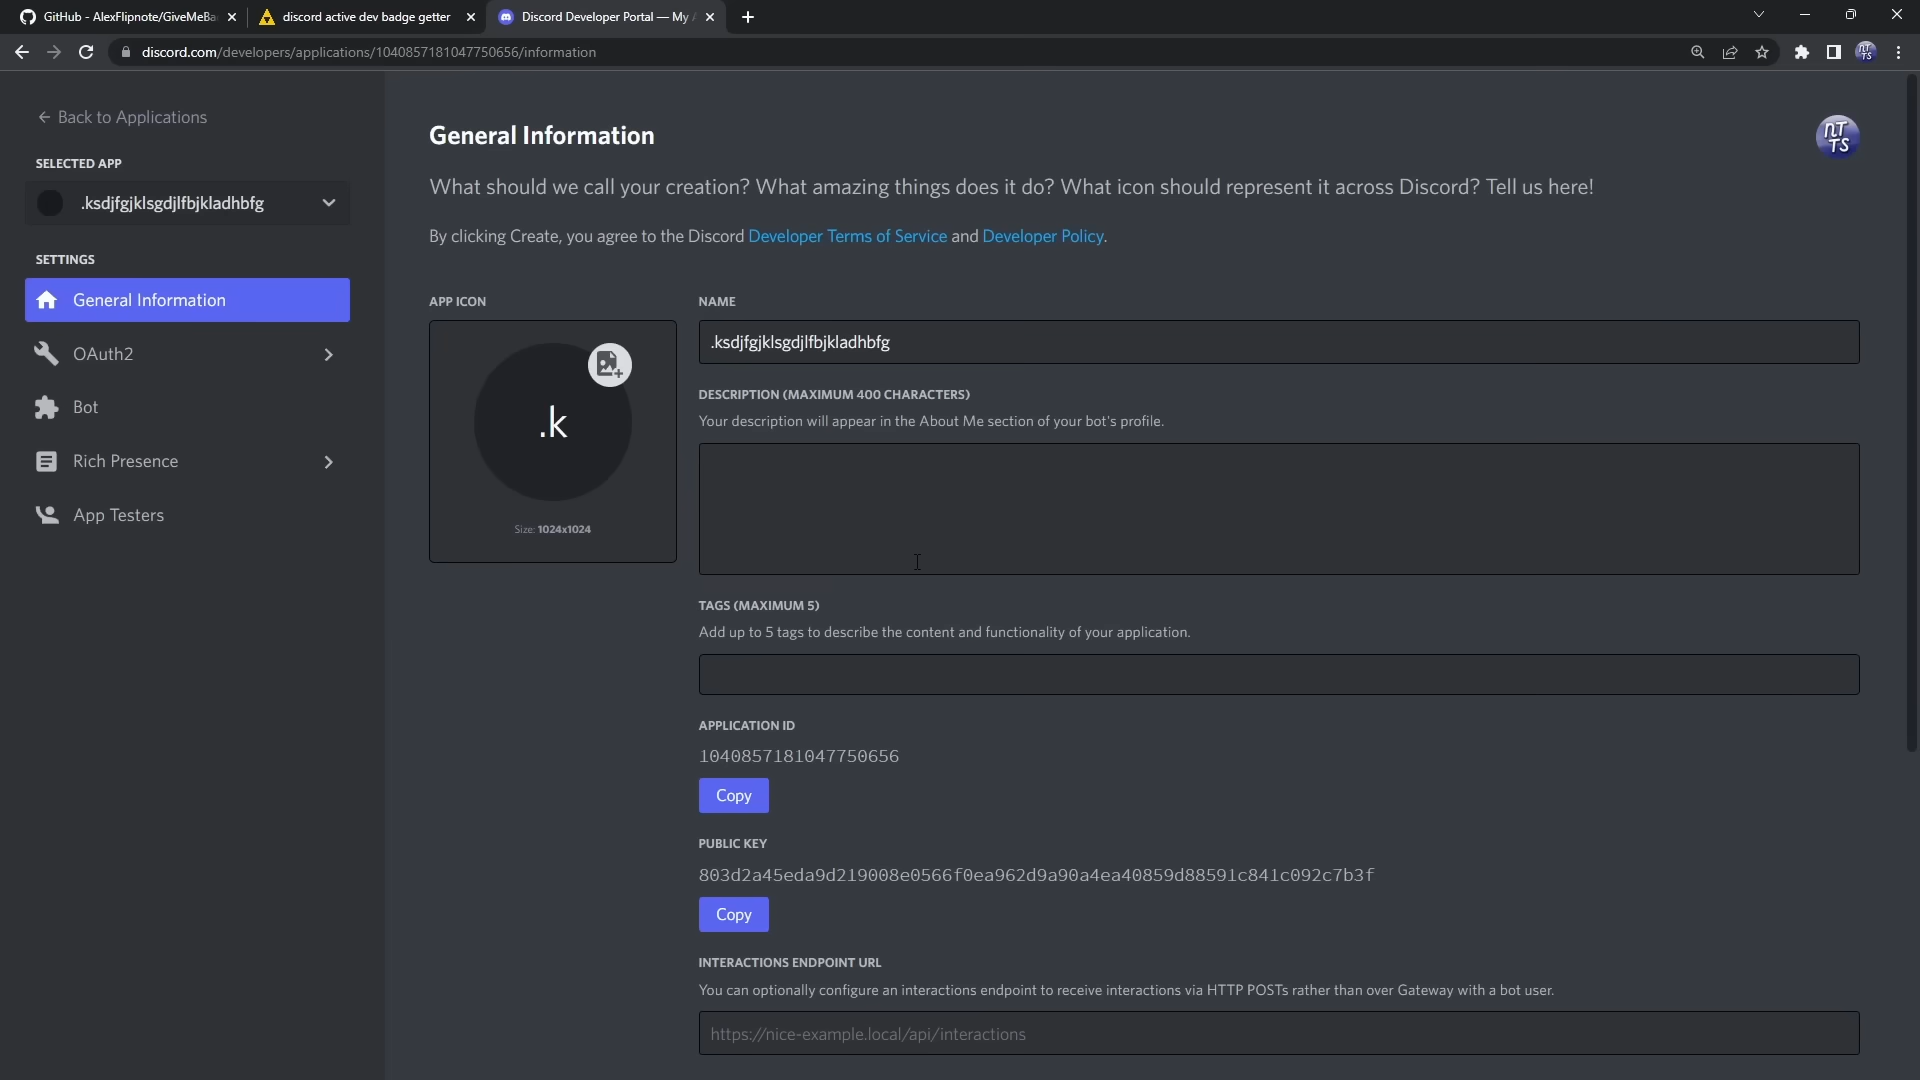 GitHub - AlexFlipnote/GiveMeBa
discord active dev badge getter
Discord Developer Portal — My A
discord.com/developers/applications/1040857181047750656/information
Back to Applications
SELECTED APP
.ksdjfgjklsgdjlfbjkladhbfg
SETTINGS
General Information
OAuth2
Bot
Rich Presence
App Testers
General Information
nT
TS
What should we call your creation? What amazing things does it do? What icon should represent it across Discord? Tell us here!
By clicking Create, you agree to the Discord Developer Terms of Service and Developer Policy.
APP ICON
.k
Size: 1024x1024
NAME
.ksdjfgjklsgdjlfbjkladhbfg
DESCRIPTION (MAXIMUM 400 CHARACTERS)
Your description will appear in the About Me section of your bot's profile.
TAGS (MAXIMUM 5)
Add up to 5 tags to describe the content and functionality of your application.
APPLICATION ID
1040857181047750656
Copy
PUBLIC KEY
803d2a45eda9d219008e0566f0ea962d9a90a4ea40859d88591c841c092c7b3f
Copy
INTERACTIONS ENDPOINT URL
You can optionally configure an interactions endpoint to receive interactions via HTTP POSTs rather than over Gateway with a bot user.
https://nice-example.local/api/interactions